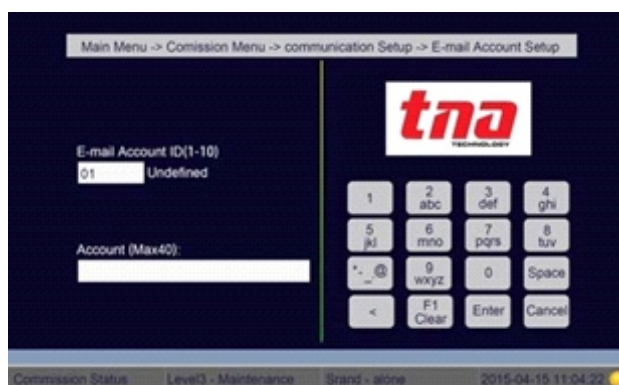 Main Menu -> Comission Menu -> communication Setup -> E-mail Account Setup
tna
TECHNOLOGY
E-mail Account ID(1-10)
01 Undefined
Account (Max40):
1
2
abc
3
def
4
ghi
5
jkl
6
mno
7
pqrs
8
tuv
*-_.@
9
wxyz
0
Space
<
F1
Clear
Enter
Cancel
Commission Status Level3 - Maintenance Srand - alone 2015-04-15 11:04:22